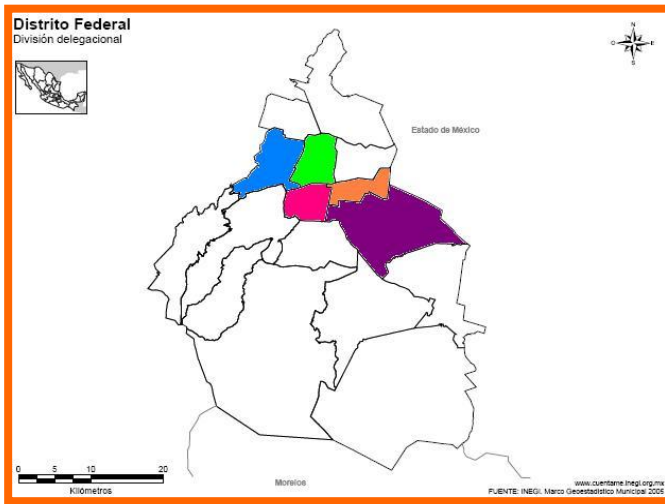 Distrito Federal
División delegacional
N
O
E
S
Estado de México
0 5 10 20
Kilómetros
Morelos
www.cuentame.inegi.org.mx
FUENTE: INEGI. Marco Geoestadístico Municipal 2005